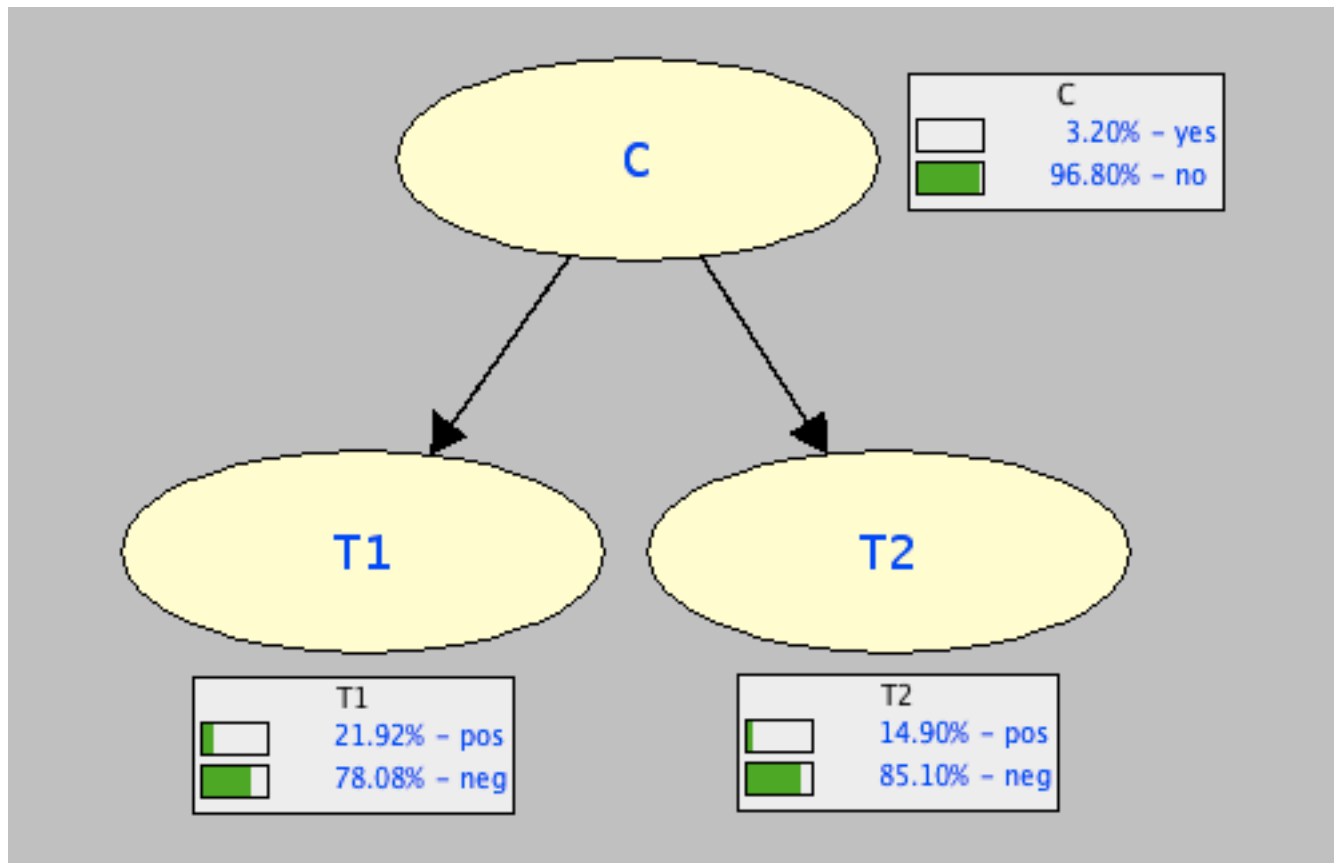 C
C
3.20% – yes
96.80% – no
T1
T2
T1
21.92% – pos
78.08% – neg
T2
14.90% – pos
85.10% – neg